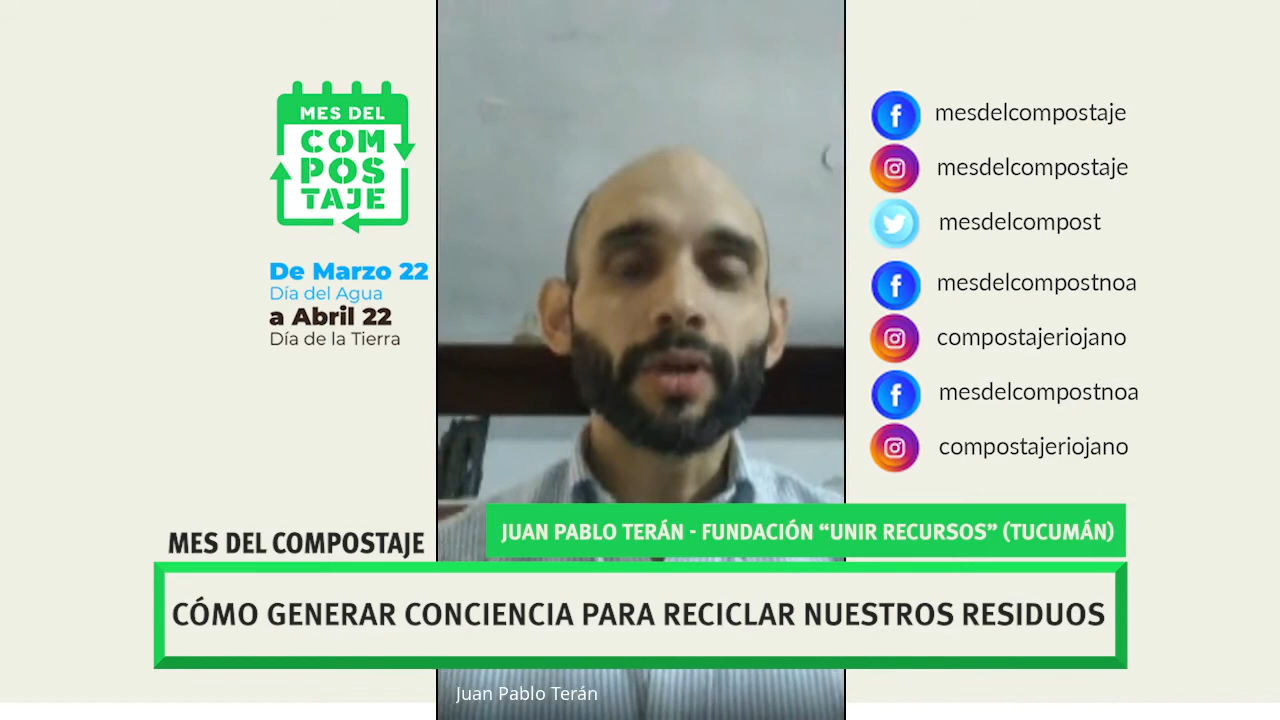 MES DEL
COM
POS
TAJE
De Marzo 22
Día del Agua
a Abril 22
Día de la Tierra
mesdelcompostaje
mesdelcompostaje
mesdelcompost
mesdelcompostnoa
compostajeriojano
mesdelcompostnoa
compostajeriojano
JUAN PABLO TERÁN - FUNDACIÓN “UNIR RECURSOS” (TUCUMÁN)
MES DEL COMPOSTAJE
CÓMO GENERAR CONCIENCIA PARA RECICLAR NUESTROS RESIDUOS
Juan Pablo Terán